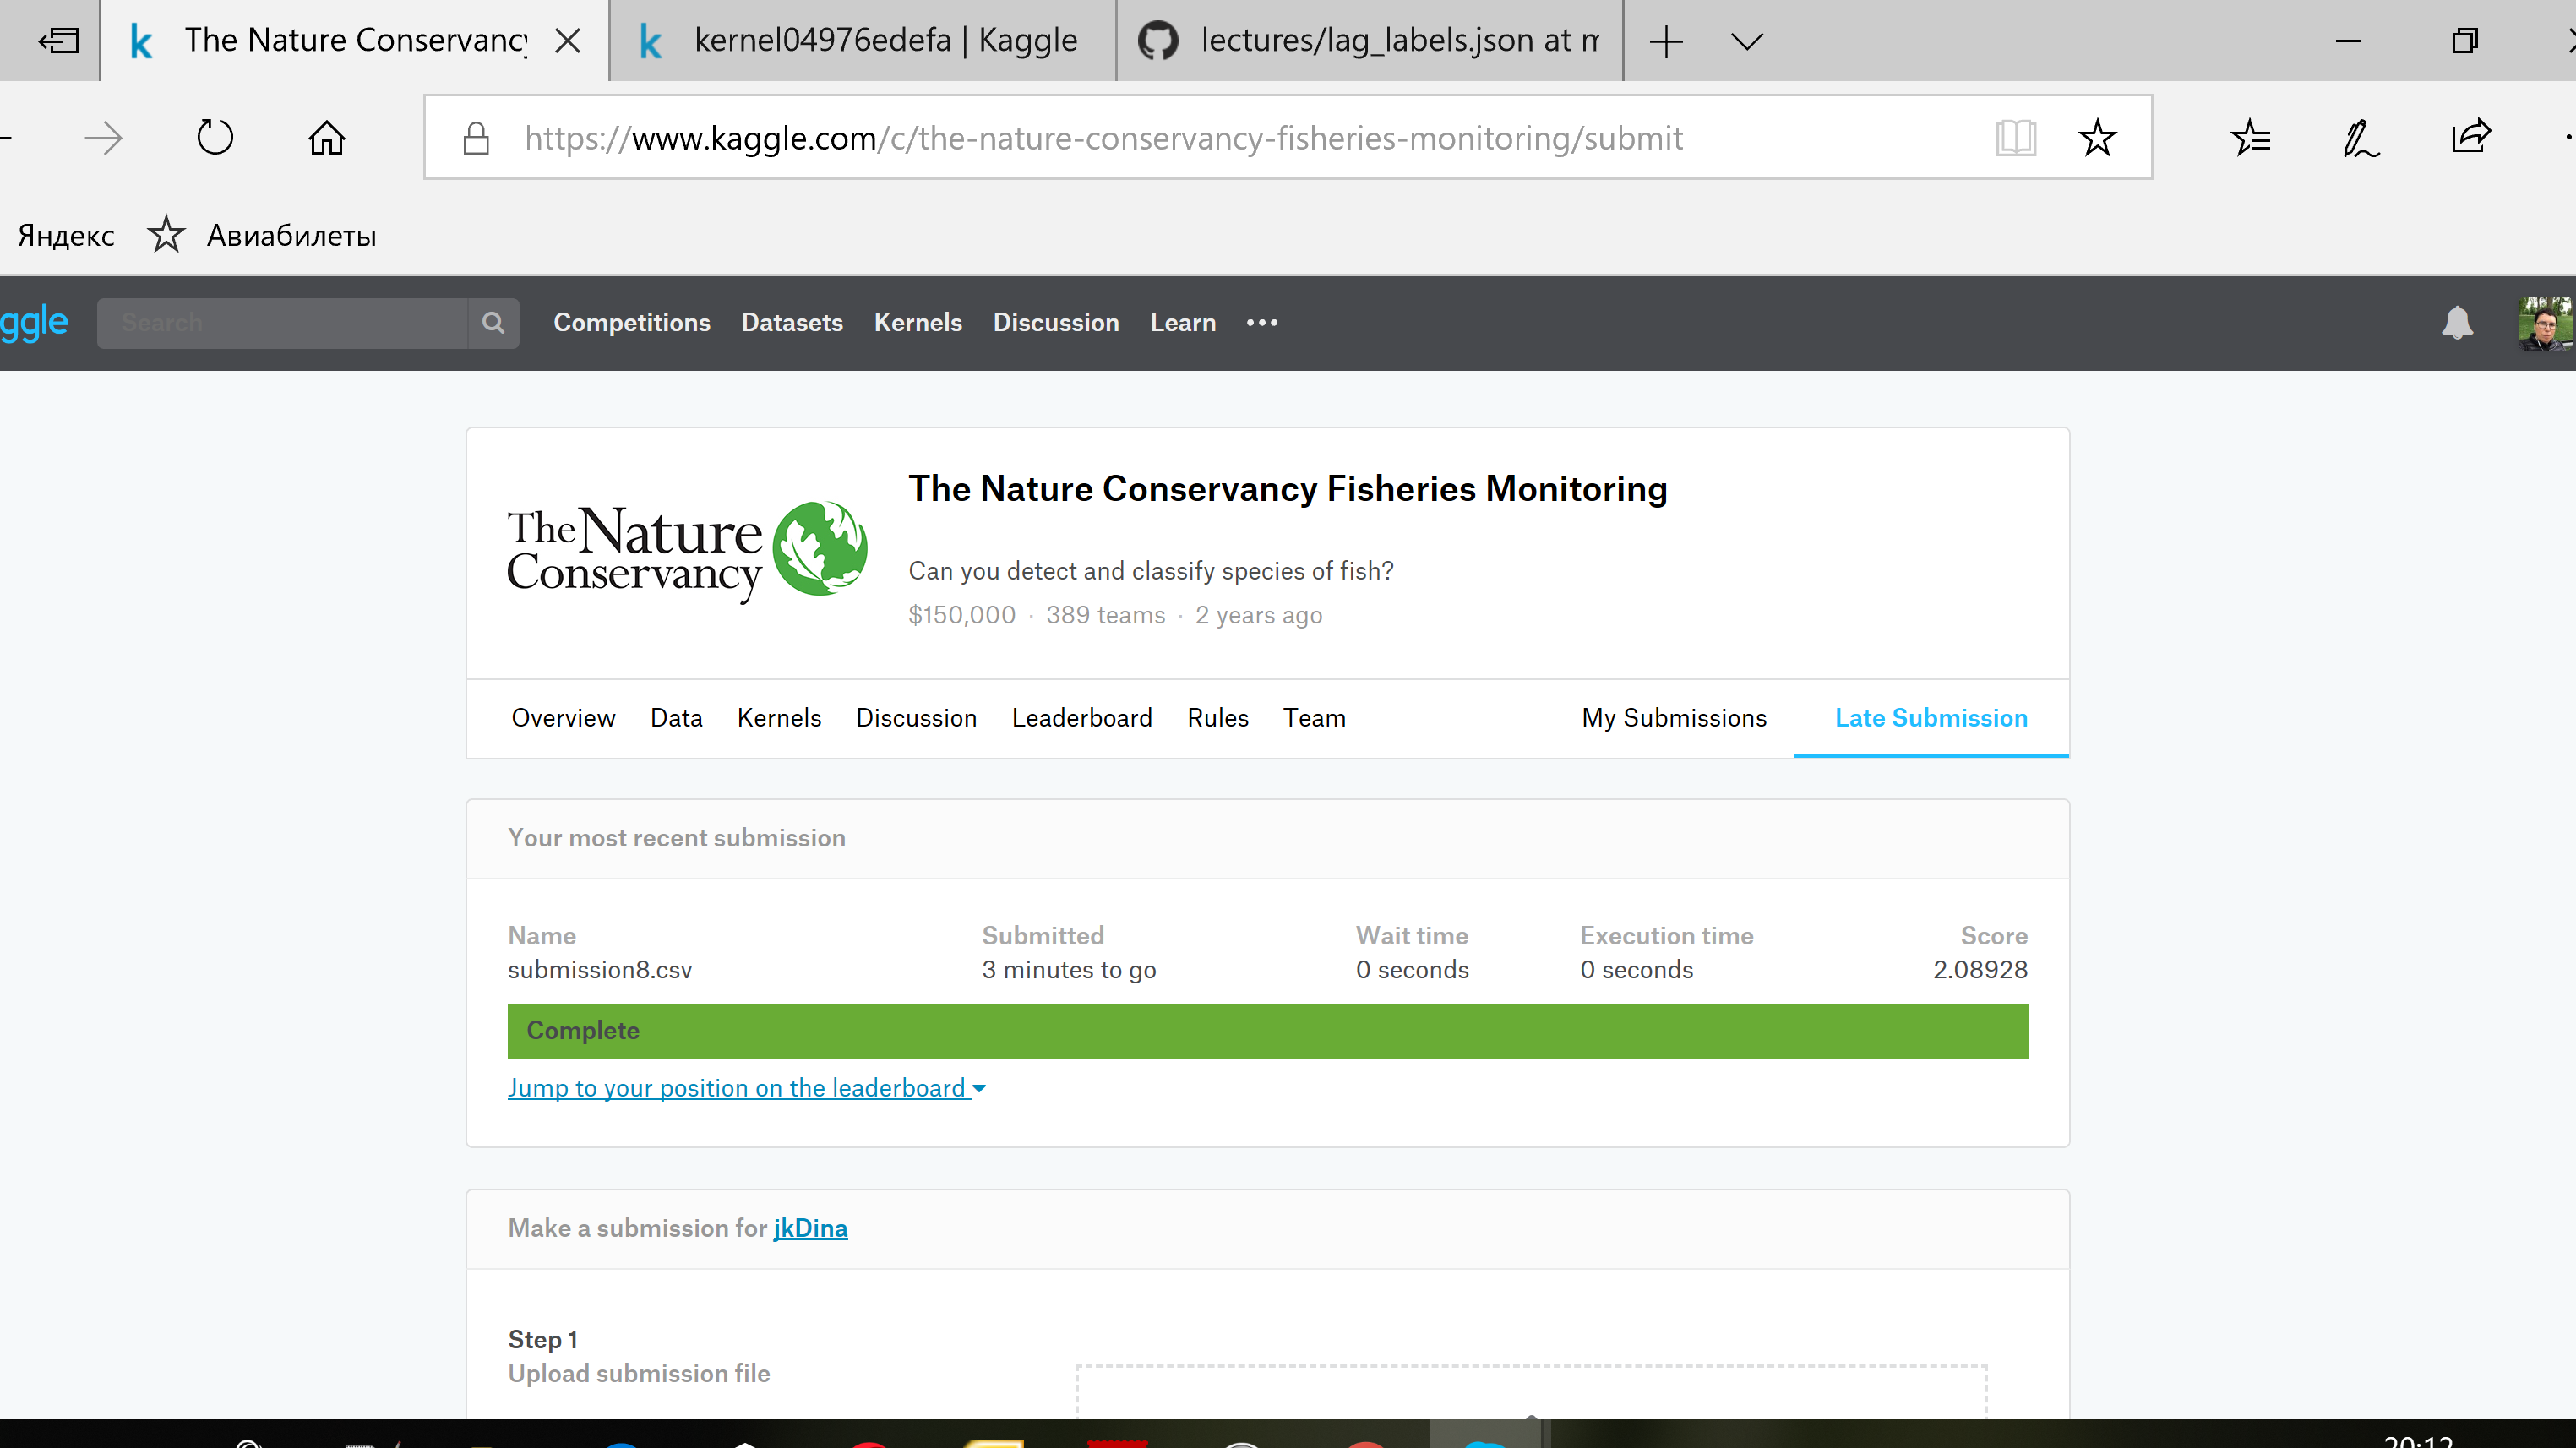 The Nature Conservancy
kernel04976edefa | Kaggle
lectures/lag_labels.json at m
https://www.kaggle.com/c/the-nature-conservancy-fisheries-monitoring/submit
Яндекс
Авиабилеты
ggle
Search
Competitions Datasets Kernels Discussion Learn
The Nature
Conservancy
The Nature Conservancy Fisheries Monitoring
Can you detect and classify species of fish?
$150,000 · 389 teams · 2 years ago
Overview Data Kernels Discussion Leaderboard Rules Team My Submissions Late Submission
Your most recent submission
Name Submitted Wait time Execution time Score
submission8.csv 3 minutes to go 0 seconds 0 seconds 2.08928
Complete
Jump to your position on the leaderboard
Make a submission for jkDina
Step 1
Upload submission file
20:12